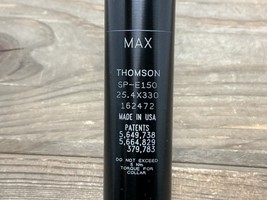 MAX
THOMSON
SP-E150
25.4X330
162472
MADE IN USA
PATENTS
5,649,738
5,664,829
379,783
DO NOT EXCEED
5 Nm
TORQUE FOR
COLLAR